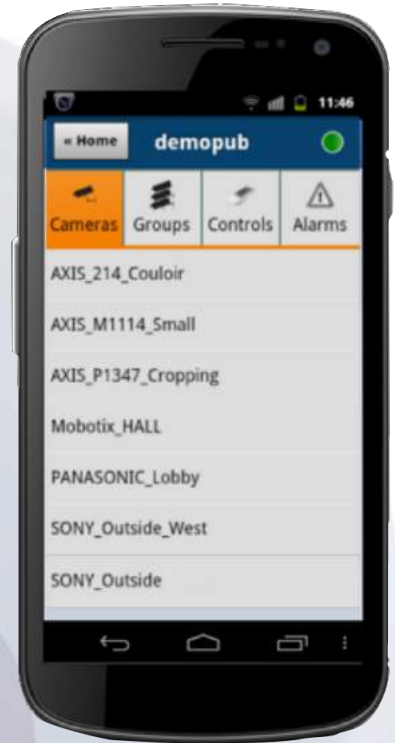 11:46
« Home demopub
Cameras Groups Controls Alarms
AXIS_214_Couloir
AXIS_M1114_Small
AXIS_P1347_Cropping
Mobotix_HALL
PANASONIC_Lobby
SONY_Outside_West
SONY_Outside